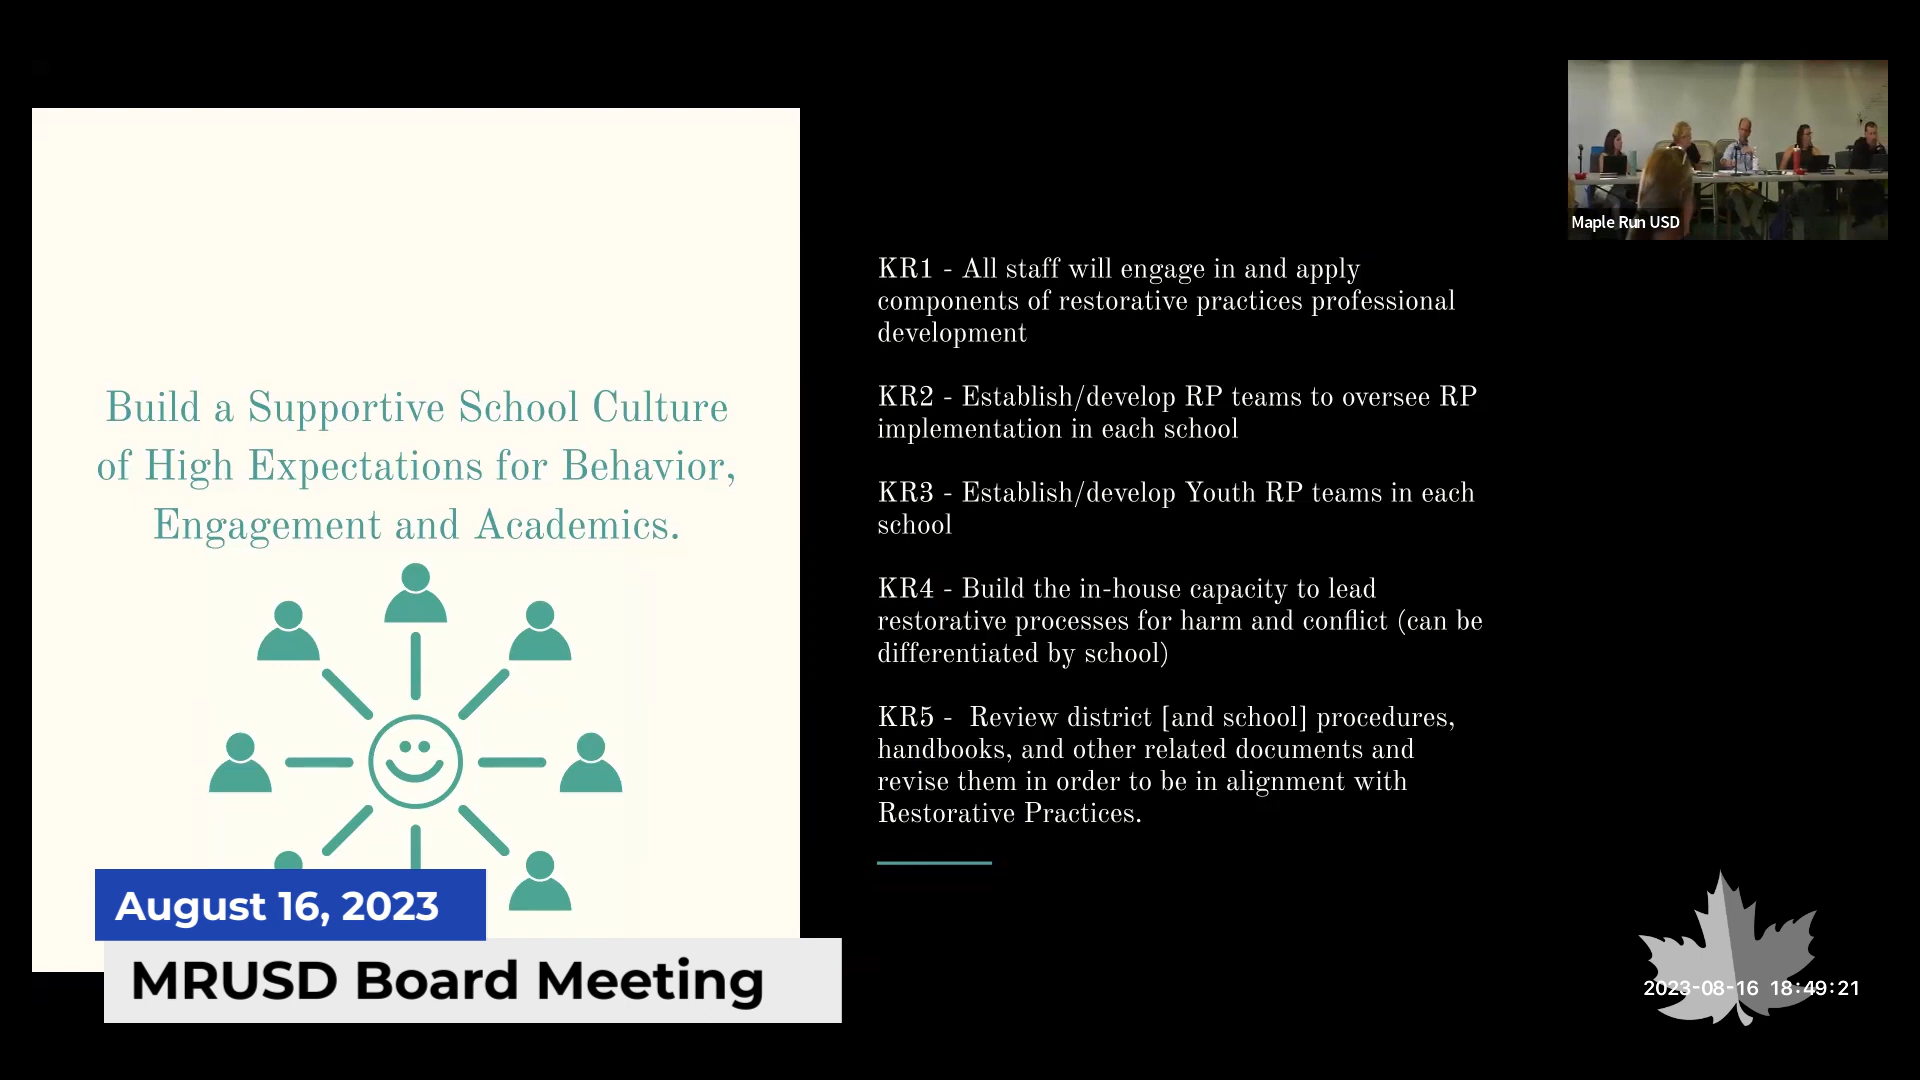 Maple Run USD
Build a Supportive School Culture
of High Expectations for Behavior,
Engagement and Academics.
KR1 - All staff will engage in and apply
components of restorative practices professional
development
KR2 - Establish/develop RP teams to oversee RP
implementation in each school
KR3 - Establish/develop Youth RP teams in each
school
KR4 - Build the in-house capacity to lead
restorative processes for harm and conflict (can be
differentiated by school)
KR5 -  Review district [and school] procedures,
handbooks, and other related documents and
revise them in order to be in alignment with
Restorative Practices.
August 16, 2023
MRUSD Board Meeting
2023-08-16 18:49:21